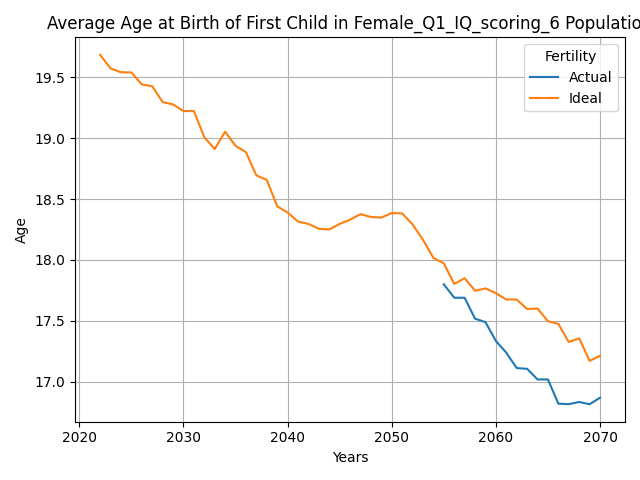 Average Age at Birth of First Child in Female_Q1_IQ_scoring_6 Populatio
Fertility
Actual
Ideal
19.5
19.0
18.5
18.0
17.5
17.0
Age
2020 2030 2040 2050 2060 2070
Years